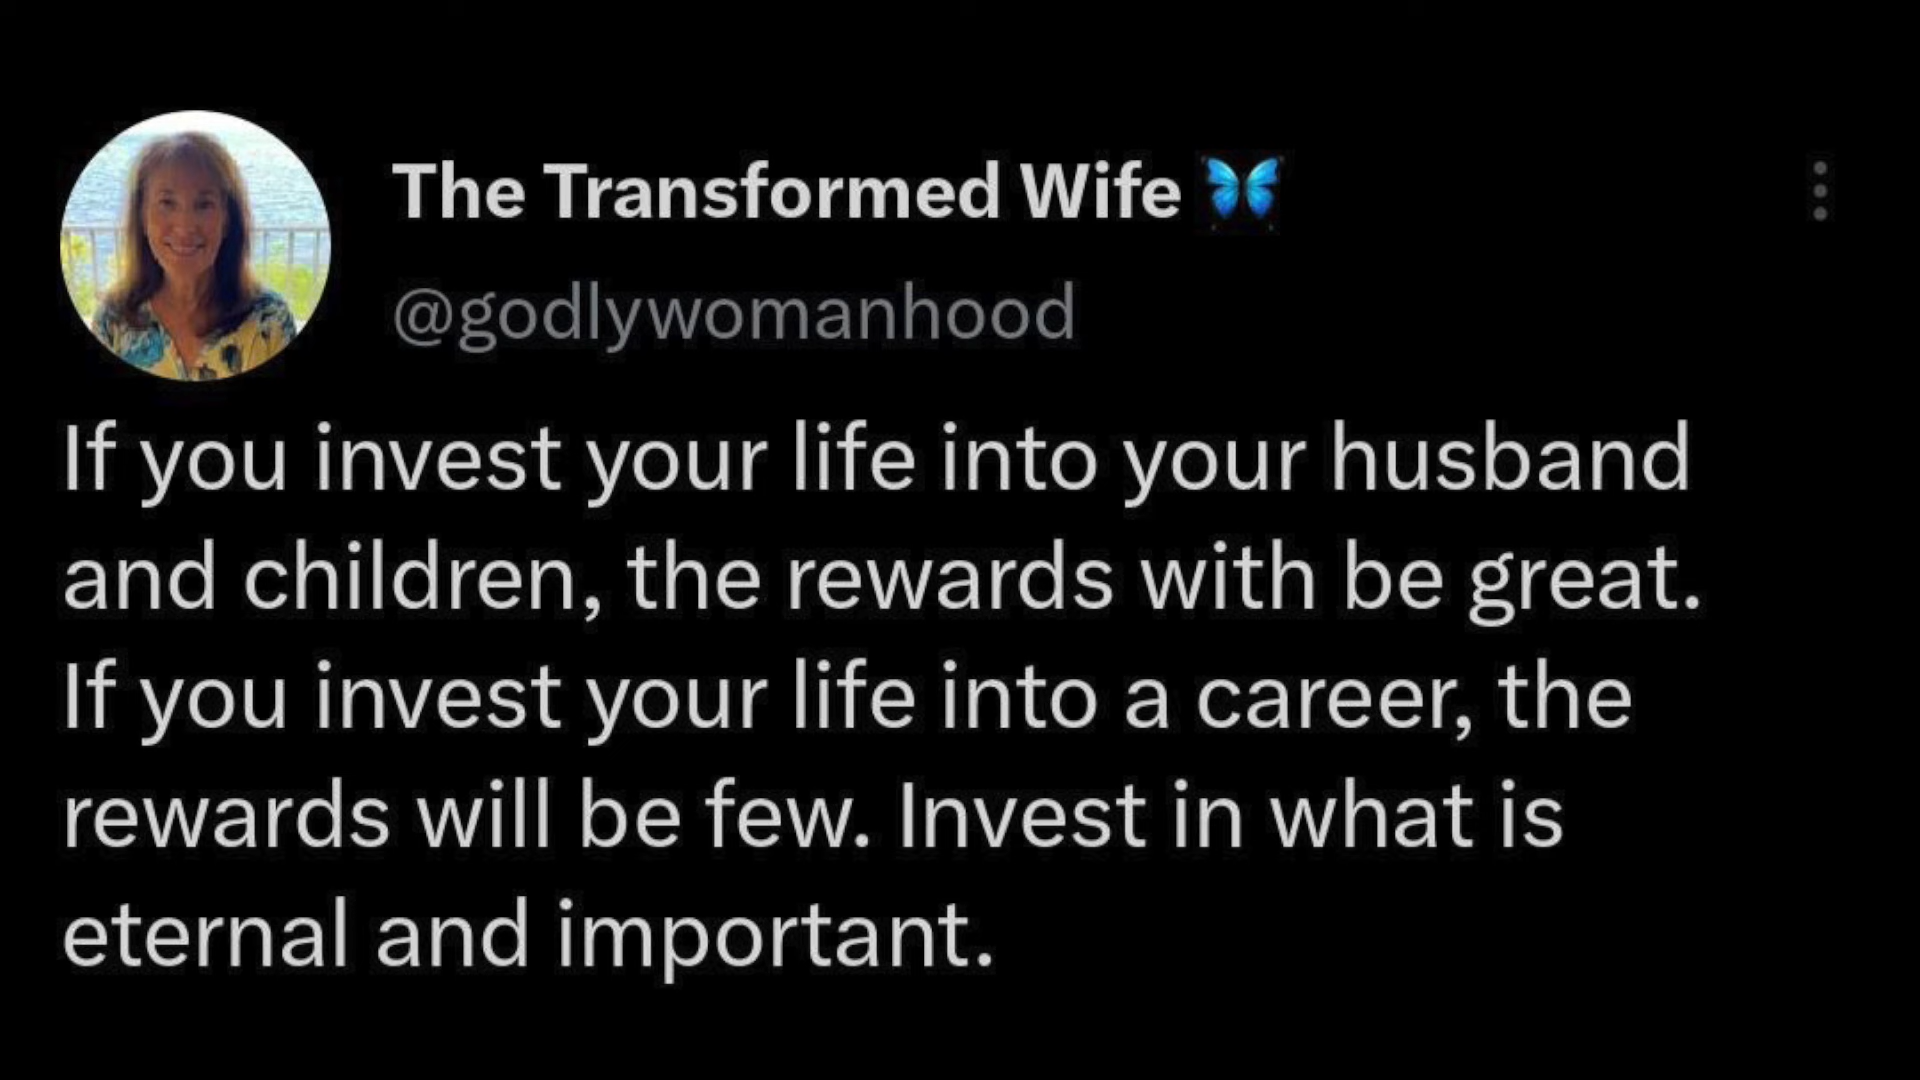 The Transformed Wife 🦋
@godlywomanhood
If you invest your life into your husband
and children, the rewards with be great.
If you invest your life into a career, the
rewards will be few. Invest in what is
eternal and important.